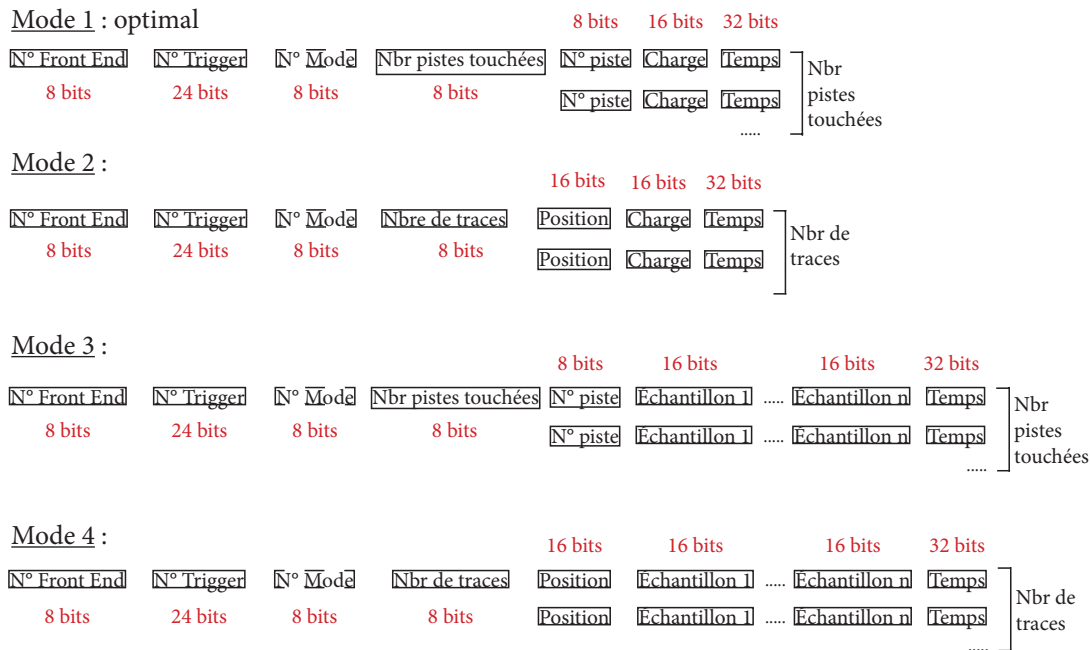 Mode 1 : optimal
8 bits 16 bits 32 bits
N° Front End N° Trigger N° Mode Nbr pistes touchées N° piste Charge Temps
8 bits 24 bits 8 bits 8 bits
N° piste Charge Temps
.....
Nbr
pistes
touchées
Mode 2 :
16 bits 16 bits 32 bits
N° Front End N° Trigger N° Mode Nbre de traces Position Charge Temps
8 bits 24 bits 8 bits 8 bits
Position Charge Temps
Nbr de
traces
Mode 3 :
8 bits 16 bits 16 bits 32 bits
N° Front End N° Trigger N° Mode Nbr pistes touchées N° piste Échantillon 1 ..... Échantillon n Temps
8 bits 24 bits 8 bits 8 bits
N° piste Échantillon 1 ..... Échantillon n Temps
.....
Nbr
pistes
touchées
Mode 4 :
16 bits 16 bits 16 bits 32 bits
N° Front End N° Trigger N° Mode Nbr de traces Position Échantillon 1 ..... Échantillon n Temps
8 bits 24 bits 8 bits 8 bits
Position Échantillon 1 ..... Échantillon n Temps
.....
Nbr de
traces